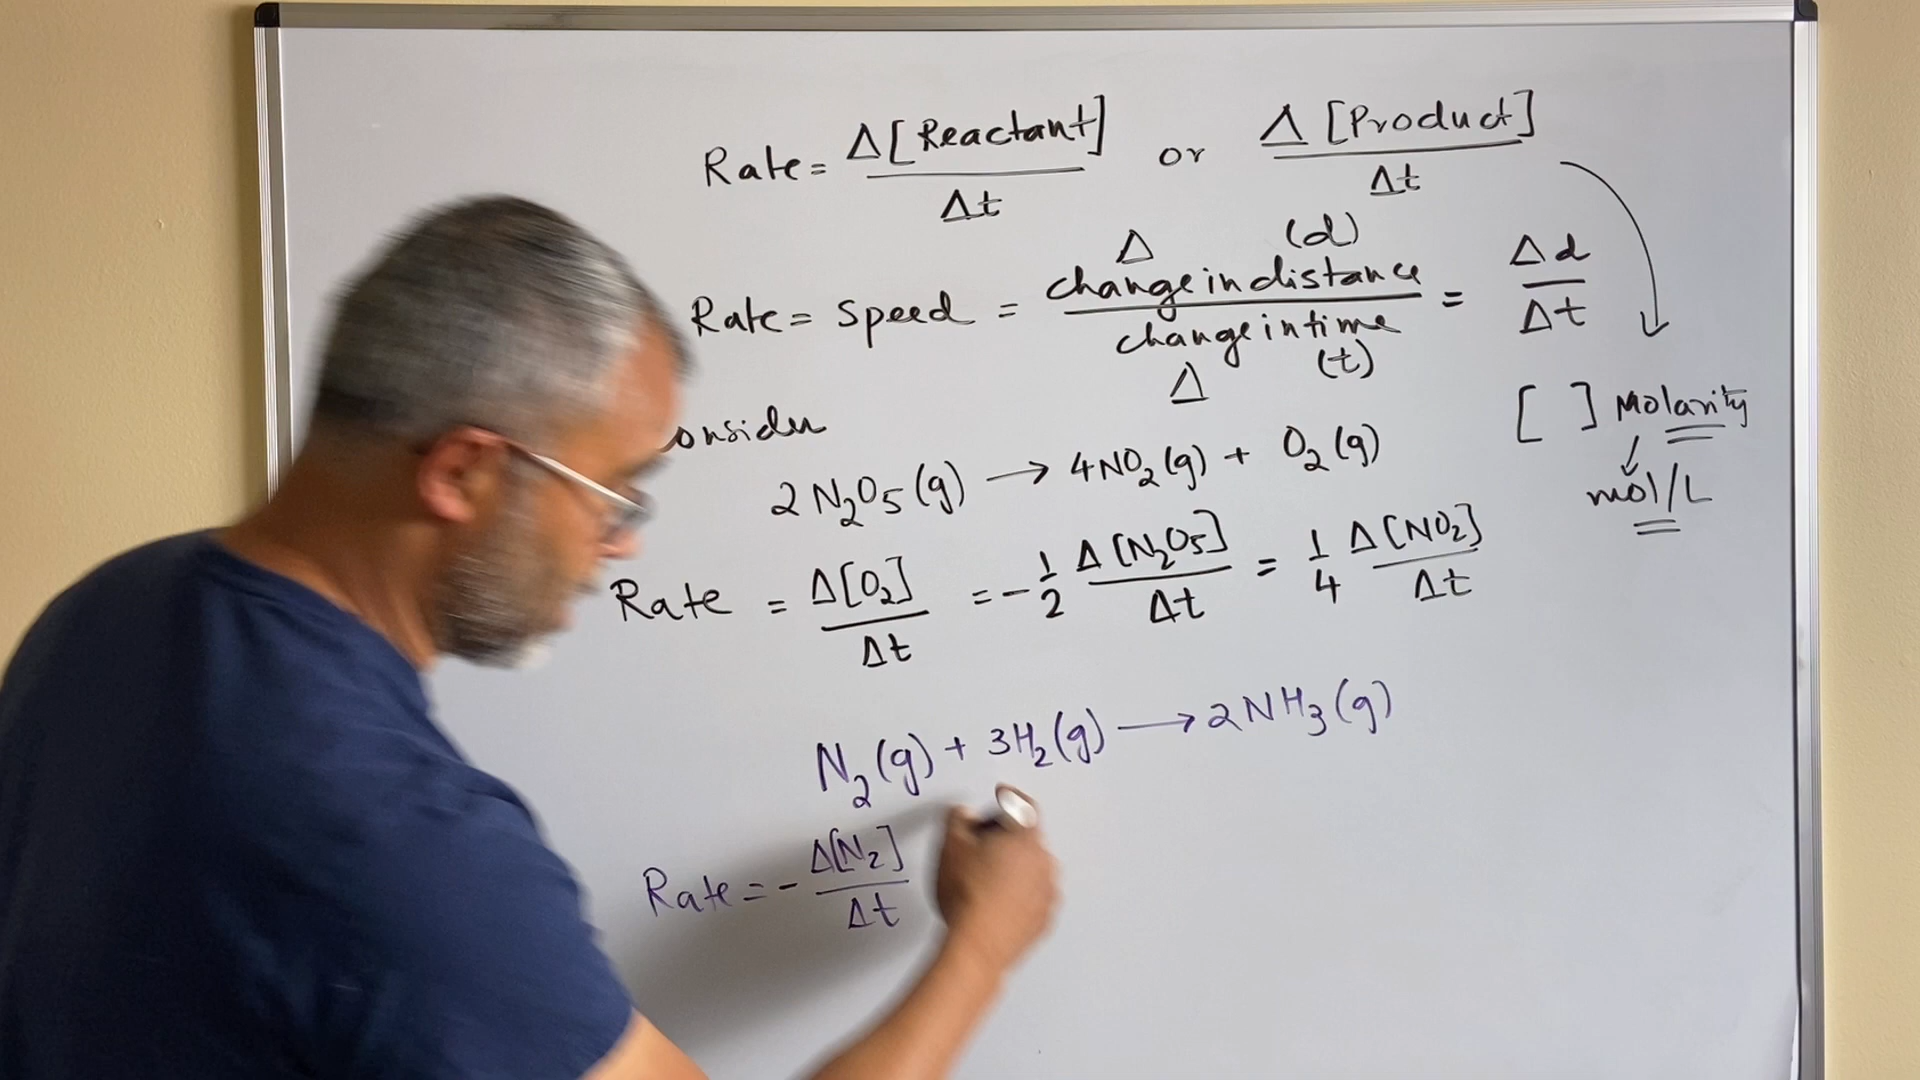 Rate = Δ[Reactant]/Δt or Δ[Product]/Δt
Δ (d)
Rate = speed = change in distance/change in time = Δd/Δt
Δ (t)
[ ] Molarity
mol/L
onsider
2N₂O₅(g) → 4NO₂(g) + O₂(g)
Rate = Δ[O₂]/Δt = -1/2 Δ[N₂O₅]/Δt = 1/4 Δ[NO₂]/Δt
N₂(g) + 3H₂(g) → 2NH₃(g)
Rate = - Δ[N₂]/Δt